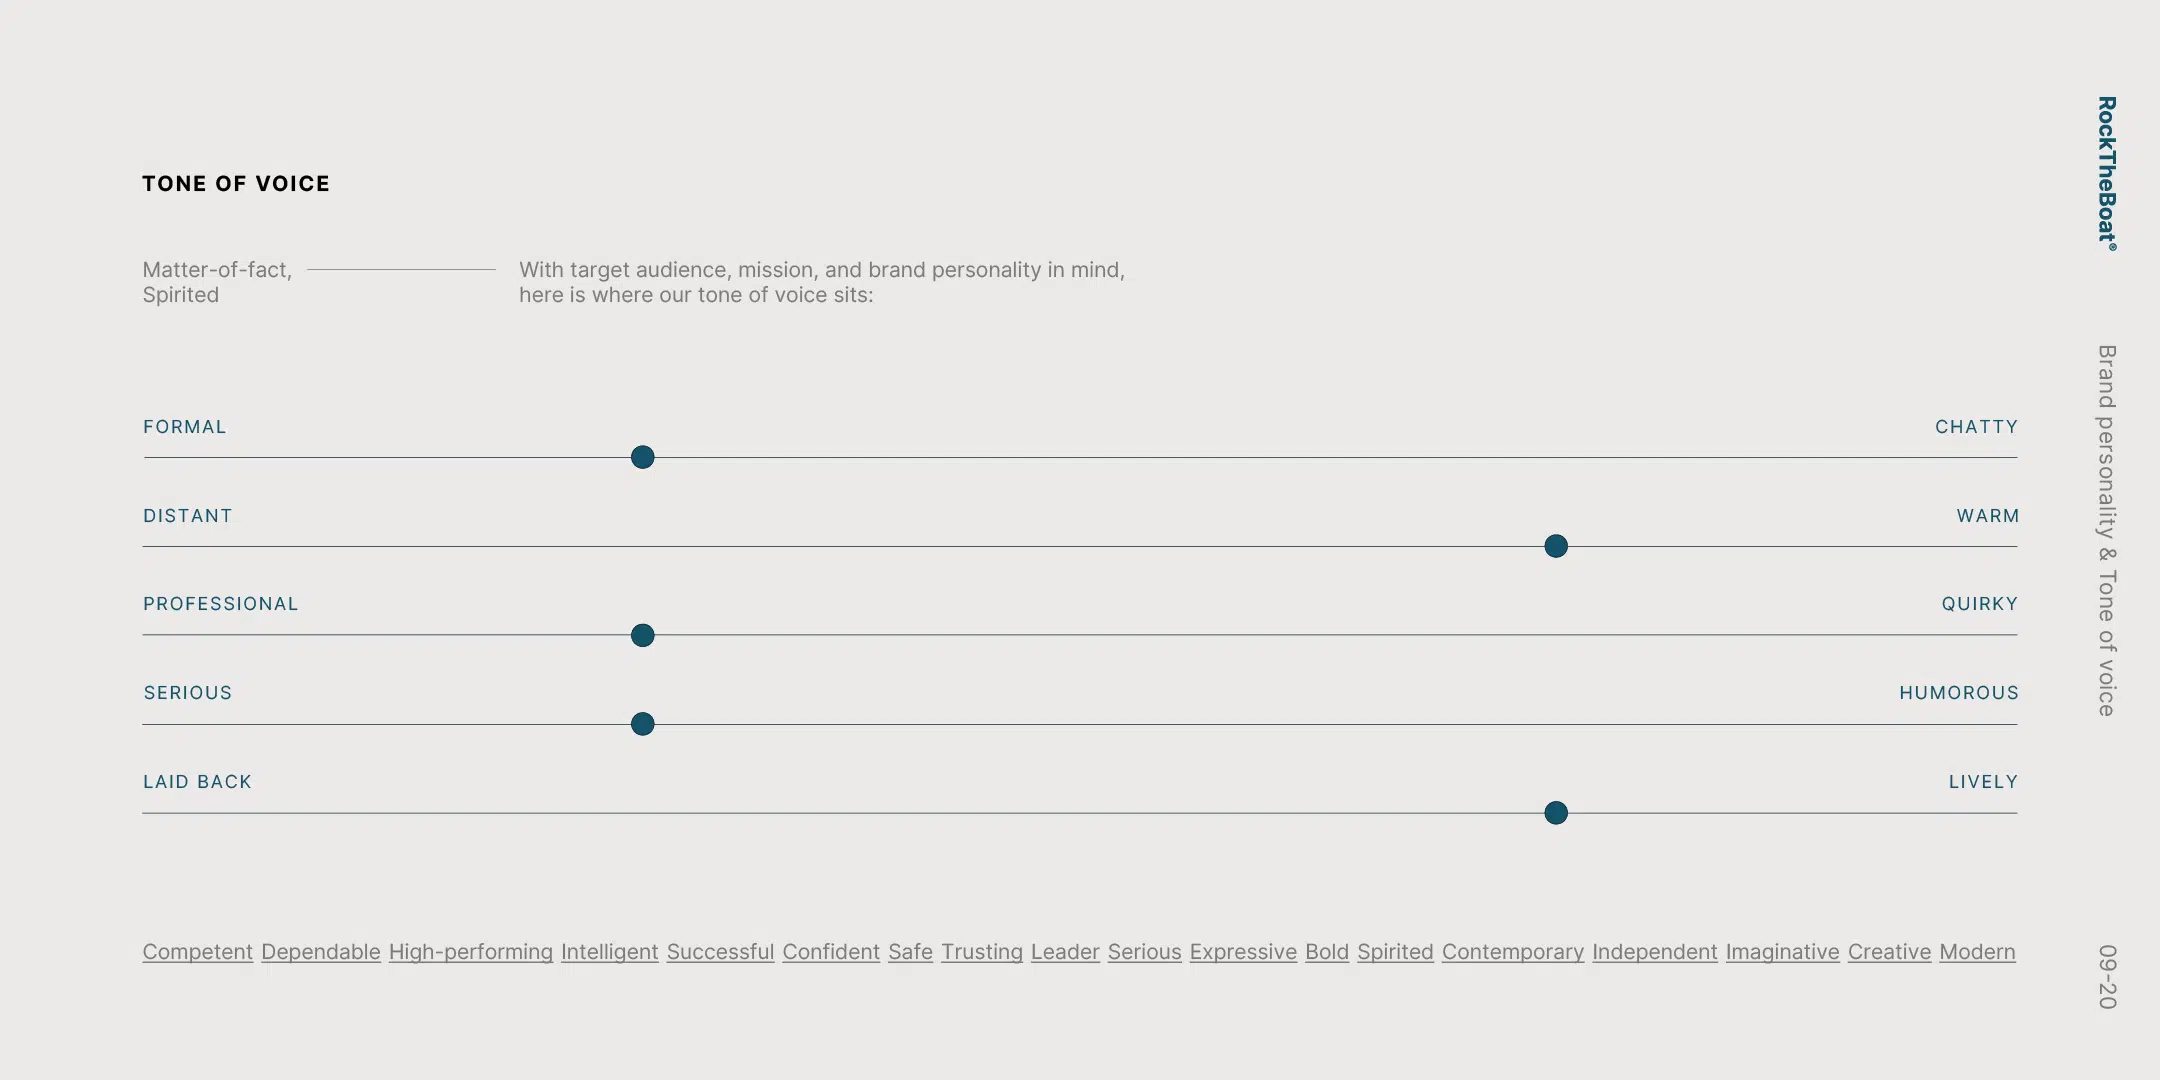 TONE OF VOICE
Matter-of-fact,
Spirited
With target audience, mission, and brand personality in mind,
here is where our tone of voice sits:
FORMAL
CHATTY
DISTANT
WARM
PROFESSIONAL
QUIRKY
SERIOUS
HUMOROUS
LAID BACK
LIVELY
Competent Dependable High-performing Intelligent Successful Confident Safe Trusting Leader Serious Expressive Bold Spirited Contemporary Independent Imaginative Creative Modern
RockTheBoat®
Brand personality & Tone of voice
09-20